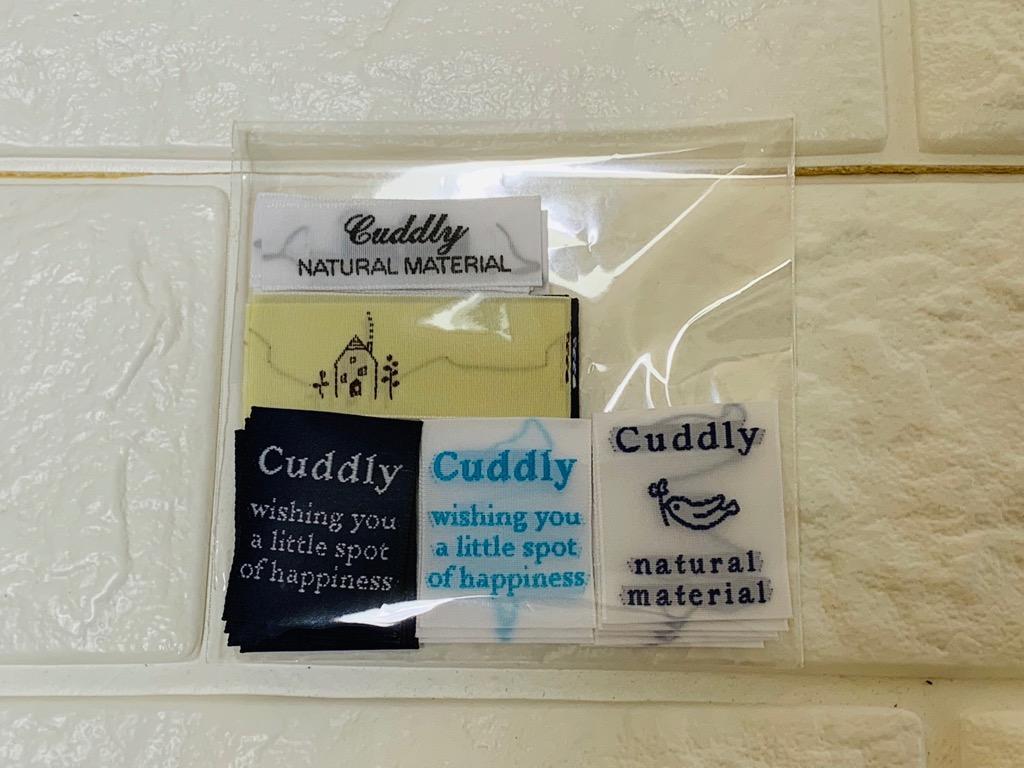 Cuddly
NATURAL MATERIAL
Cuddly
wishing you
a little spot
of happiness
Cuddly
wishing you
a little spot
of happiness
Cuddly
natural
material